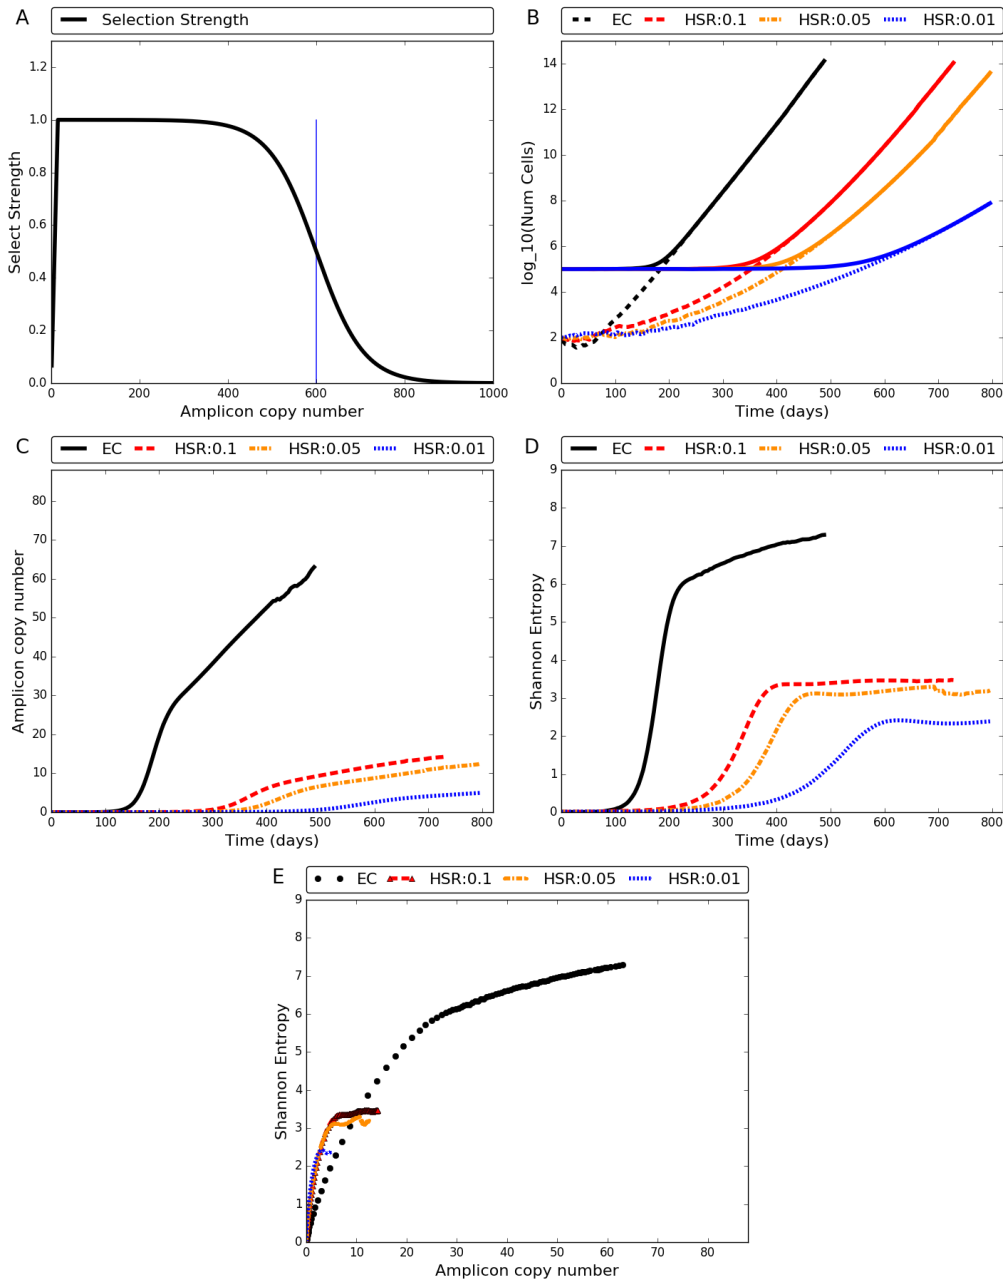 A
Selection Strength
Select Strength
1.2
1.0
0.8
0.6
0.4
0.2
0.0
0 200 400 600 800 1000
Amplicon copy number
B
EC HSR:0.1 HSR:0.05 HSR:0.01
log_10(Num Cells)
14
12
10
8
6
4
2
0
0 100 200 300 400 500 600 700 800
Time (days)
C
EC HSR:0.1 HSR:0.05 HSR:0.01
Amplicon copy number
80
70
60
50
40
30
20
10
0
0 100 200 300 400 500 600 700 800
Time (days)
D
EC HSR:0.1 HSR:0.05 HSR:0.01
Shannon Entropy
9
8
7
6
5
4
3
2
1
0
0 100 200 300 400 500 600 700 800
Time (days)
E
EC HSR:0.1 HSR:0.05 HSR:0.01
Shannon Entropy
9
8
7
6
5
4
3
2
1
0
0 10 20 30 40 50 60 70 80
Amplicon copy number